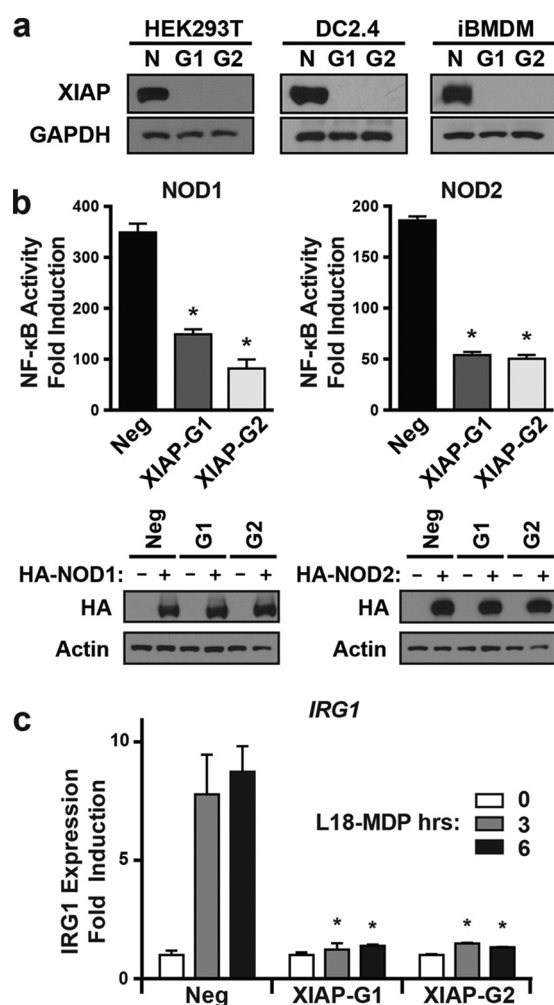 a
HEK293T DC2.4 iBMDM
N G1 G2 N G1 G2 N G1 G2
XIAP
GAPDH
b
NOD1 NOD2
NF-κB Activity
Fold Induction
400
300
200
100
0
Neg
XIAP-G1
XIAP-G2
* *
NF-κB Activity
Fold Induction
200
150
100
50
0
Neg
XIAP-G1
XIAP-G2
* *
Neg G1 G2
HA-NOD1: – + – + – +
HA
Actin
Neg G1 G2
HA-NOD2: – + – + – +
HA
Actin
c
IRG1
IRG1 Expression
Fold Induction
10
5
0
L18-MDP hrs:
0
3
6
* * * *
Neg XIAP-G1 XIAP-G2